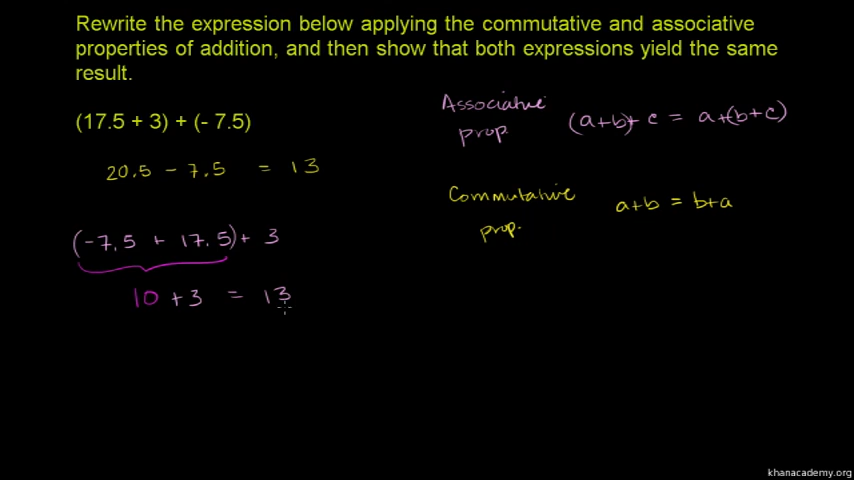 Rewrite the expression below applying the commutative and associative
properties of addition, and then show that both expressions yield the same
result.
(17.5 + 3) + (- 7.5)
20.5 - 7.5 = 13
(-7.5 + 17.5) + 3
10 + 3 = 13
Associative
prop.
(a+b)+ c = a+(b+c)
Commutative
prop.
a+b = b+a
khanacademy.org